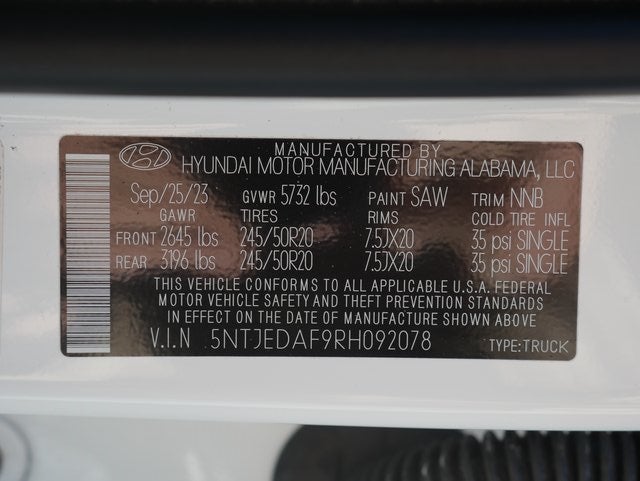 MANUFACTURED BY
HYUNDAI MOTOR MANUFACTURING ALABAMA, LLC
Sep/25/23 GVWR 5732 lbs PAINT SAW TRIM NNB
GAWR TIRES RIMS COLD TIRE INFL
FRONT 2645 lbs 245/50R20 7.5JX20 35 psi SINGLE
REAR 3196 lbs 245/50R20 7.5JX20 35 psi SINGLE
THIS VEHICLE CONFORMS TO ALL APPLICABLE U.S.A. FEDERAL
MOTOR VEHICLE SAFETY AND THEFT PREVENTION STANDARDS
IN EFFECT ON THE DATE OF MANUFACTURE SHOWN ABOVE
V.I.N 5NTJEDAF9RH092078 TYPE:TRUCK